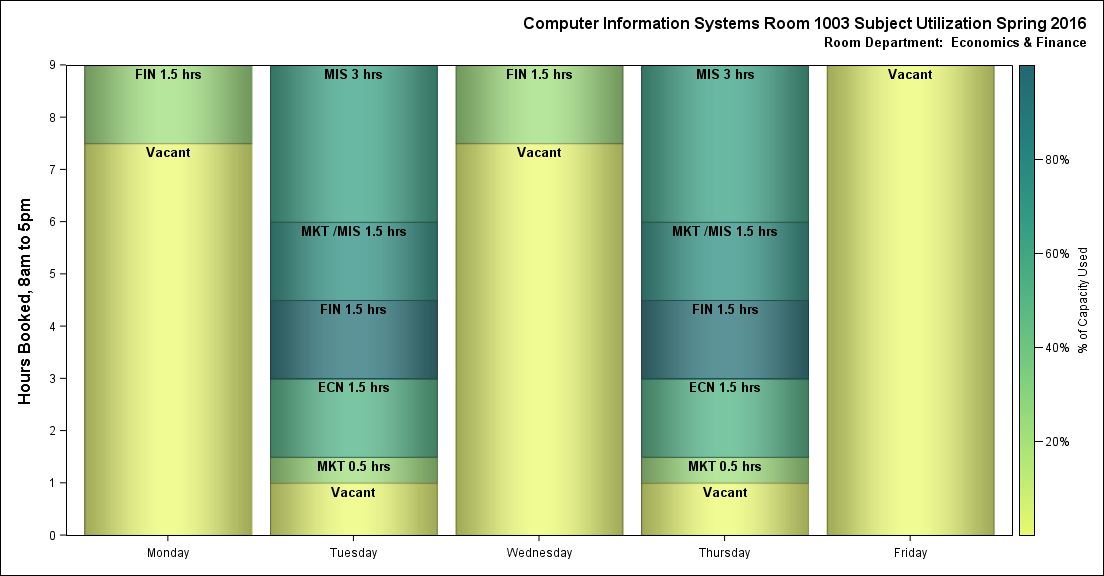 Computer Information Systems Room 1003 Subject Utilization Spring 2016
Room Department:  Economics & Finance
Hours Booked, 8am to 5pm
9
8
7
6
5
4
3
2
1
0
FIN 1.5 hrs
Vacant
Monday
MIS 3 hrs
MKT /MIS 1.5 hrs
FIN 1.5 hrs
ECN 1.5 hrs
MKT 0.5 hrs
Vacant
Tuesday
FIN 1.5 hrs
Vacant
Wednesday
MIS 3 hrs
MKT /MIS 1.5 hrs
FIN 1.5 hrs
ECN 1.5 hrs
MKT 0.5 hrs
Vacant
Thursday
Vacant
Friday
80%
60%
40%
20%
% of Capacity Used